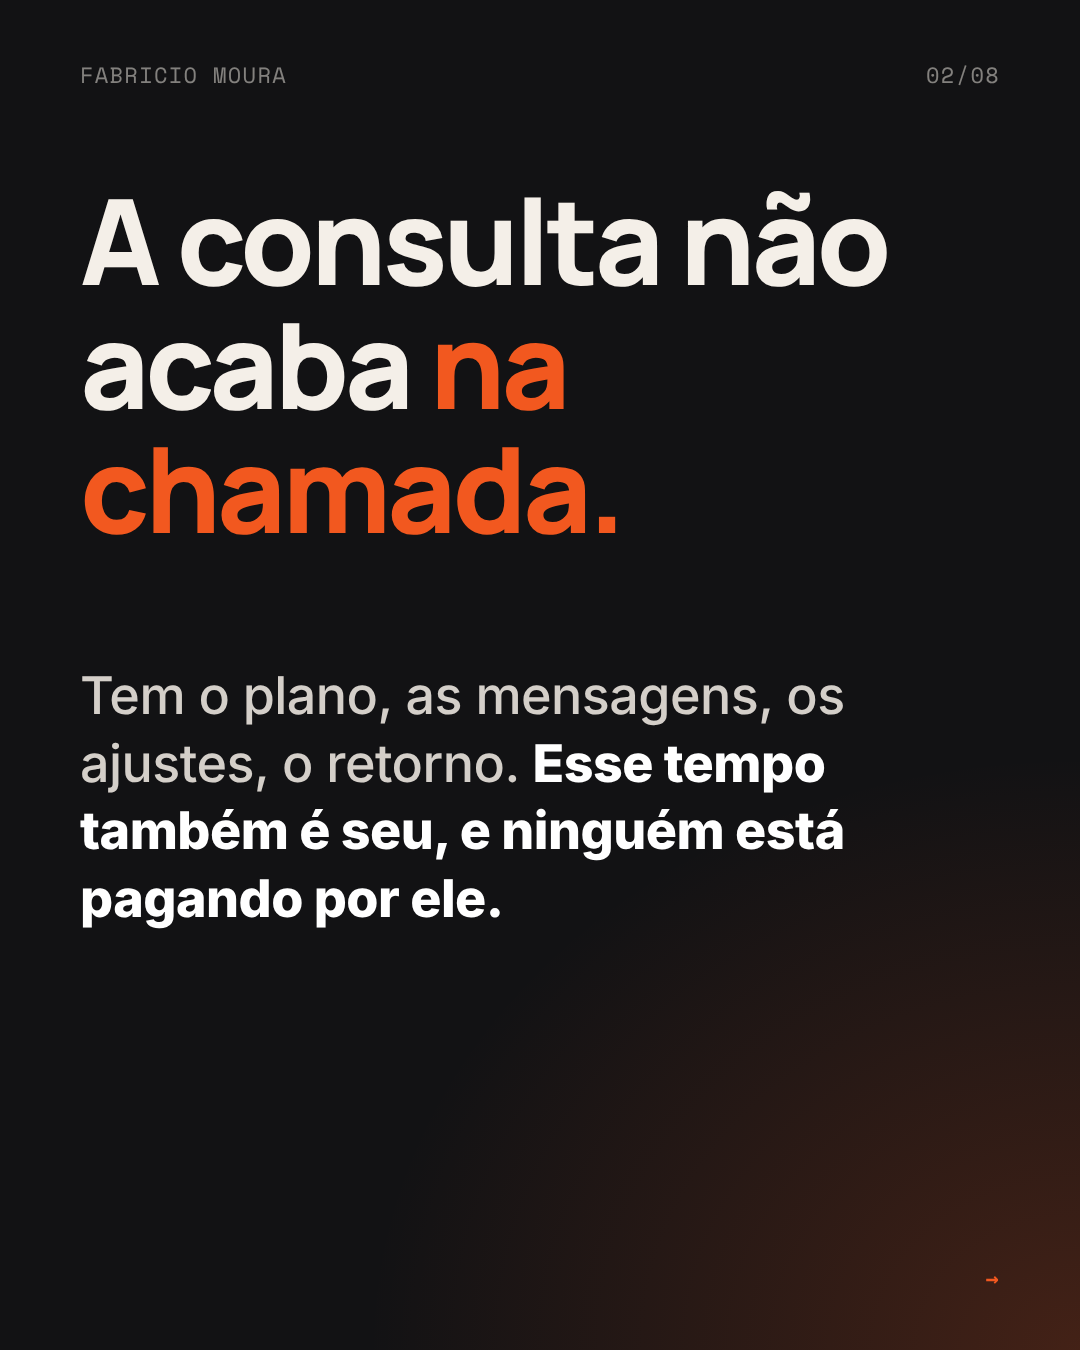 FABRICIO MOURA
02/08
A consulta não
acaba na
chamada.
Tem o plano, as mensagens, os
ajustes, o retorno. Esse tempo
também é seu, e ninguém está
pagando por ele.
→